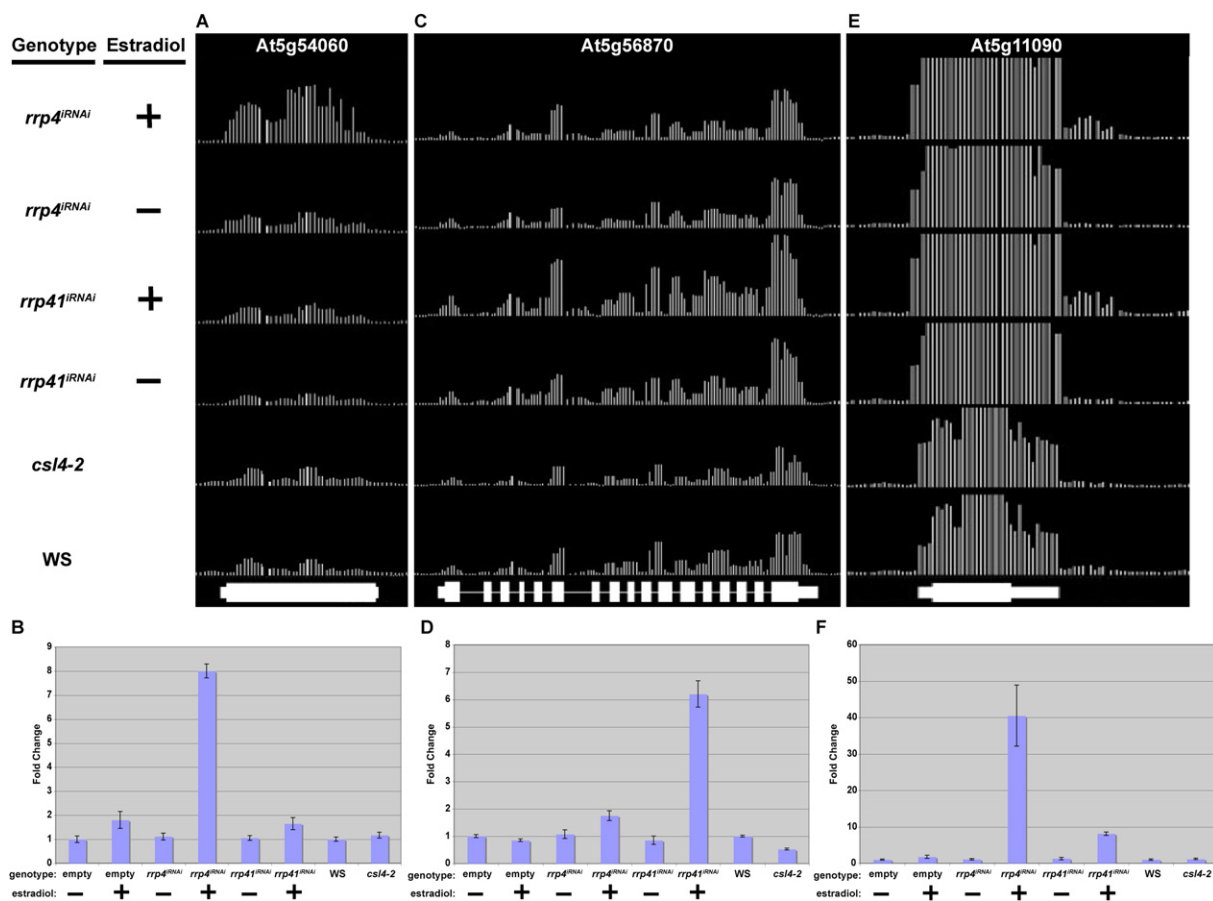 A
C
E
Genotype Estradiol
At5g54060
At5g56870
At5g11090
rrp4iRNAi +
rrp4iRNAi −
rrp41iRNAi +
rrp41iRNAi −
csl4-2
WS
B
9
8
7
6
5
4
3
2
1
0
Fold Change
genotype: empty empty rrp4iRNAi rrp4iRNAi rrp41iRNAi rrp41iRNAi WS csl4-2
estradiol: − + − + − +
D
8
7
6
5
4
3
2
1
0
Fold Change
genotype: empty empty rrp4iRNAi rrp4iRNAi rrp41iRNAi rrp41iRNAi WS csl4-2
estradiol: − + − + − +
F
60
50
40
30
20
10
0
Fold Change
genotype: empty empty rrp4iRNAi rrp4iRNAi rrp41iRNAi rrp41iRNAi WS csl4-2
estradiol: − + − + − +